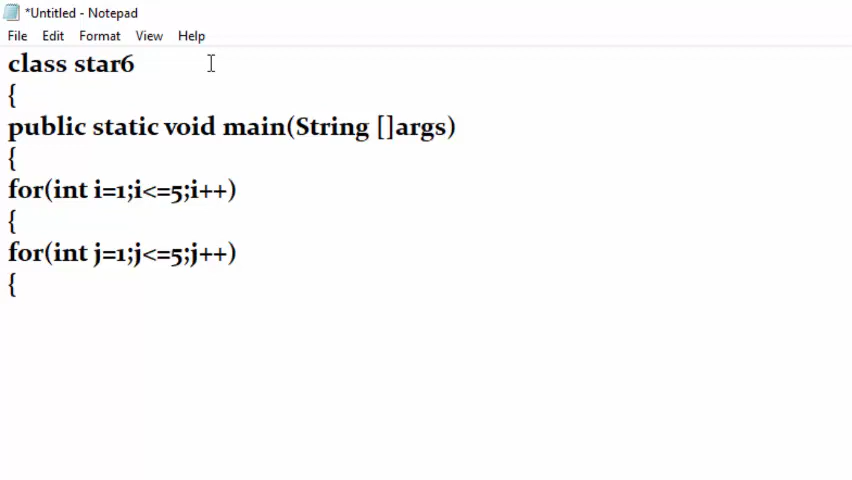 *Untitled - Notepad
File Edit Format View Help
class star6
{
public static void main(String []args)
{
for(int i=1;i<=5;i++)
{
for(int j=1;j<=5;j++)
{